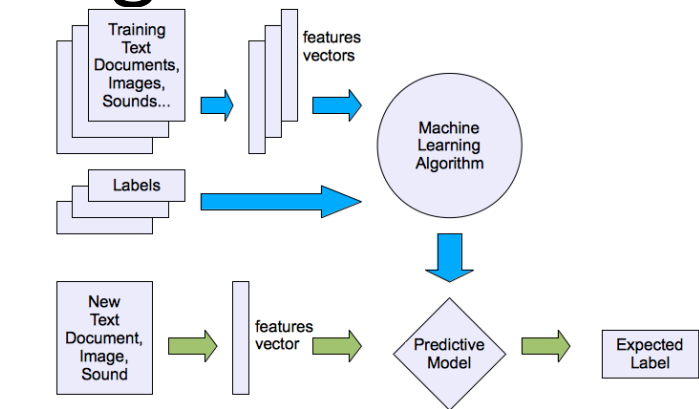 Training
Text
Documents,
Images,
Sounds...
features
vectors
Machine
Learning
Algorithm
Labels
New
Text
Document,
Image,
Sound
features
vector
Predictive
Model
Expected
Label